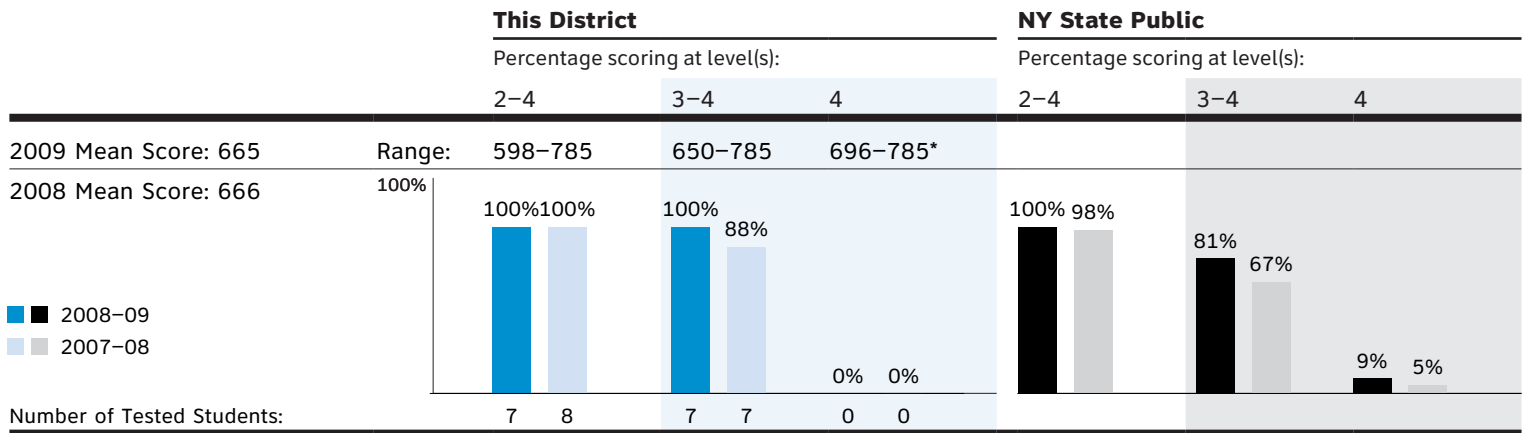 This District NY State Public
Percentage scoring at level(s): Percentage scoring at level(s):
2–4 3–4 4 2–4 3–4 4
2009 Mean Score: 665 Range: 598–785 650–785 696–785*
2008 Mean Score: 666
100%
100% 100% 100% 88% 0% 0% 100% 98% 81% 67% 9% 5%
2008–09
2007–08
Number of Tested Students: 7 8 7 7 0 0